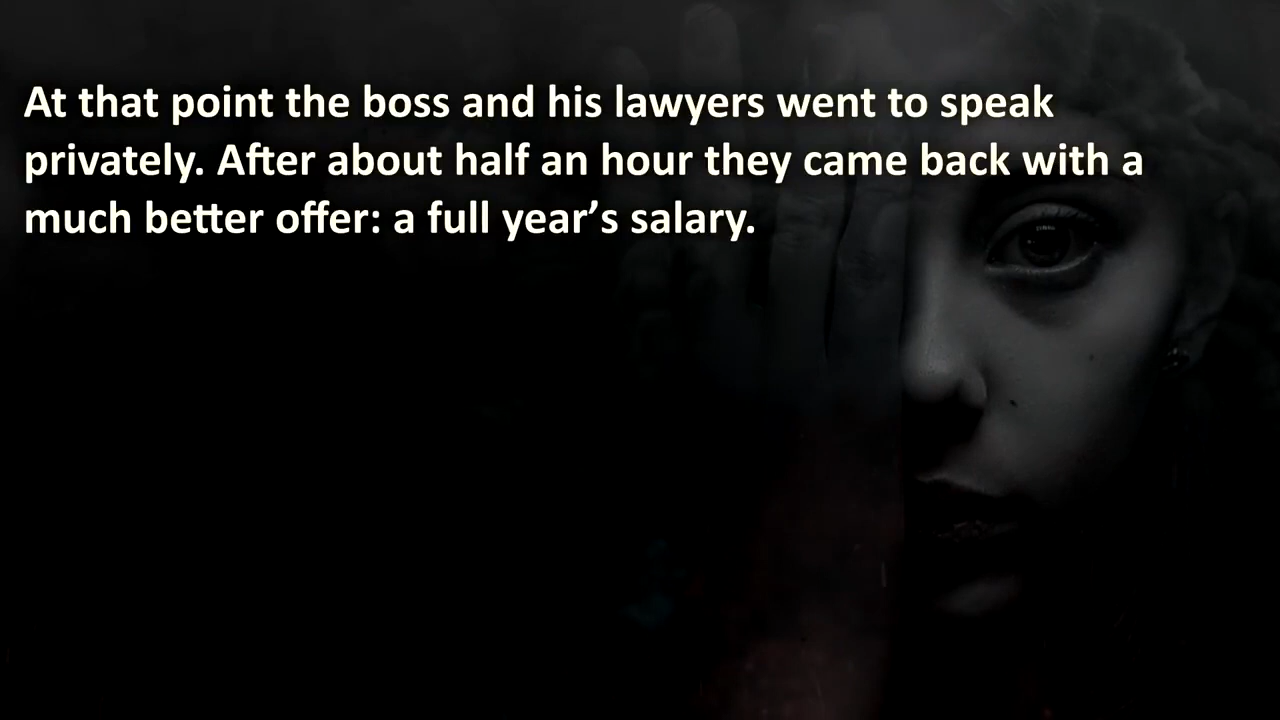 At that point the boss and his lawyers went to speak
privately. After about half an hour they came back with a
much better offer: a full year’s salary.